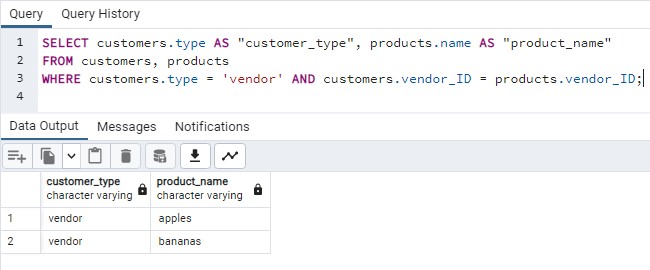 Query Query History
1 SELECT customers.type AS "customer_type", products.name AS "product_name"
2 FROM customers, products
3 WHERE customers.type = 'vendor' AND customers.vendor_ID = products.vendor_ID;
4
Data Output Messages Notifications
customer_type product_name
character varying character varying
1 vendor apples
2 vendor bananas